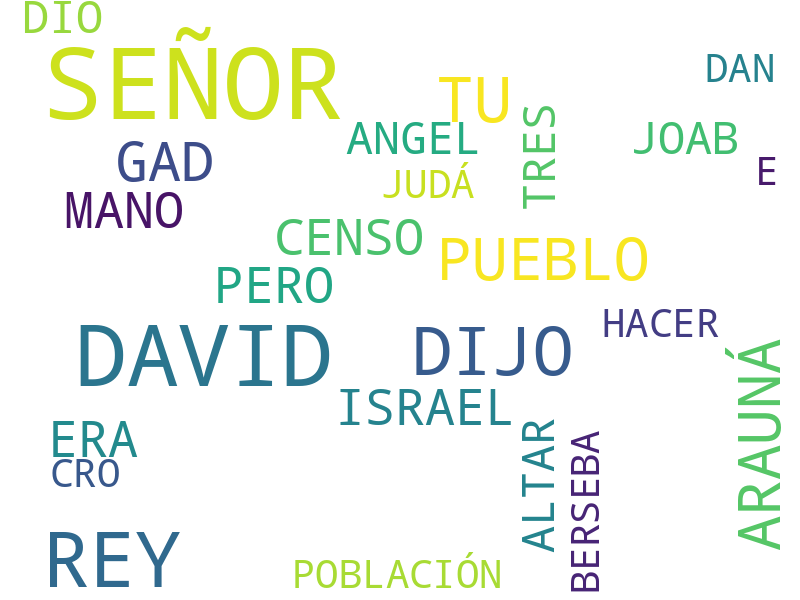 DIO
SEÑOR
TU
DAN
ANGEL
TRES
JOAB
GAD
JUDÁ
E
MANO
CENSO
PUEBLO
PERO
HACER
DAVID
DIJO
ARAUNÁ
ISRAEL
ERA
ALTAR
BERSEBA
CRO
REY
POBLACIÓN